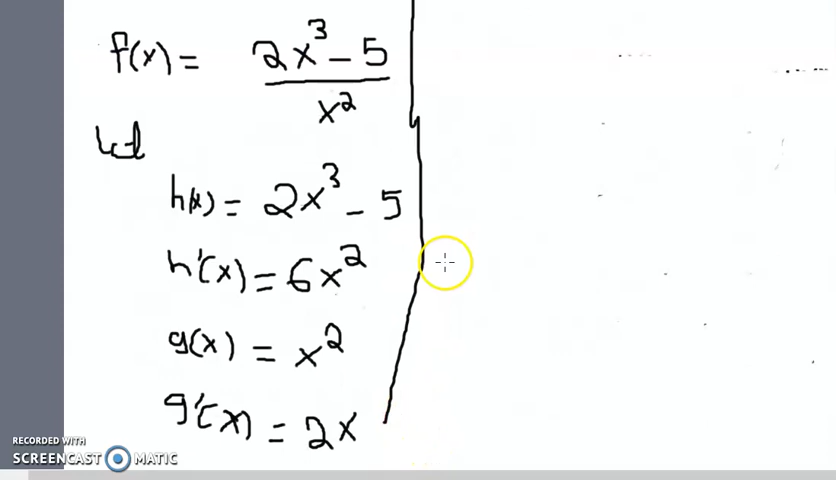 f(x) = 2x³ - 5
x²
let
h(x) = 2x³ - 5
h'(x) = 6x²
g(x) = x²
g'(x) = 2x
RECORDED WITH
SCREENCAST MATIC